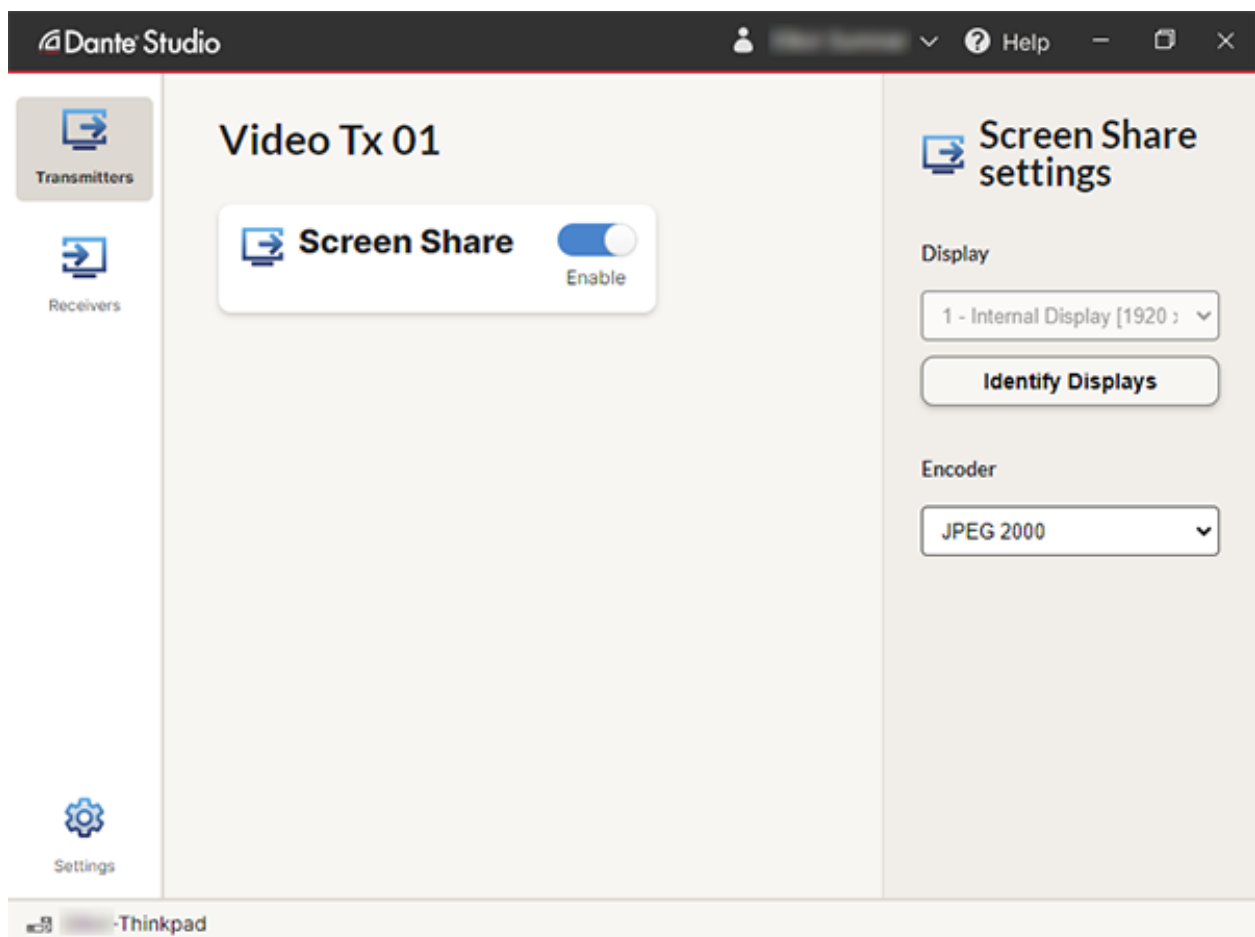 Dante Studio
Help
Transmitters
Receivers
Settings
Video Tx 01
Screen Share
Enable
Screen Share
settings
Display
1 - Internal Display [1920
Identify Displays
Encoder
JPEG 2000
-Thinkpad